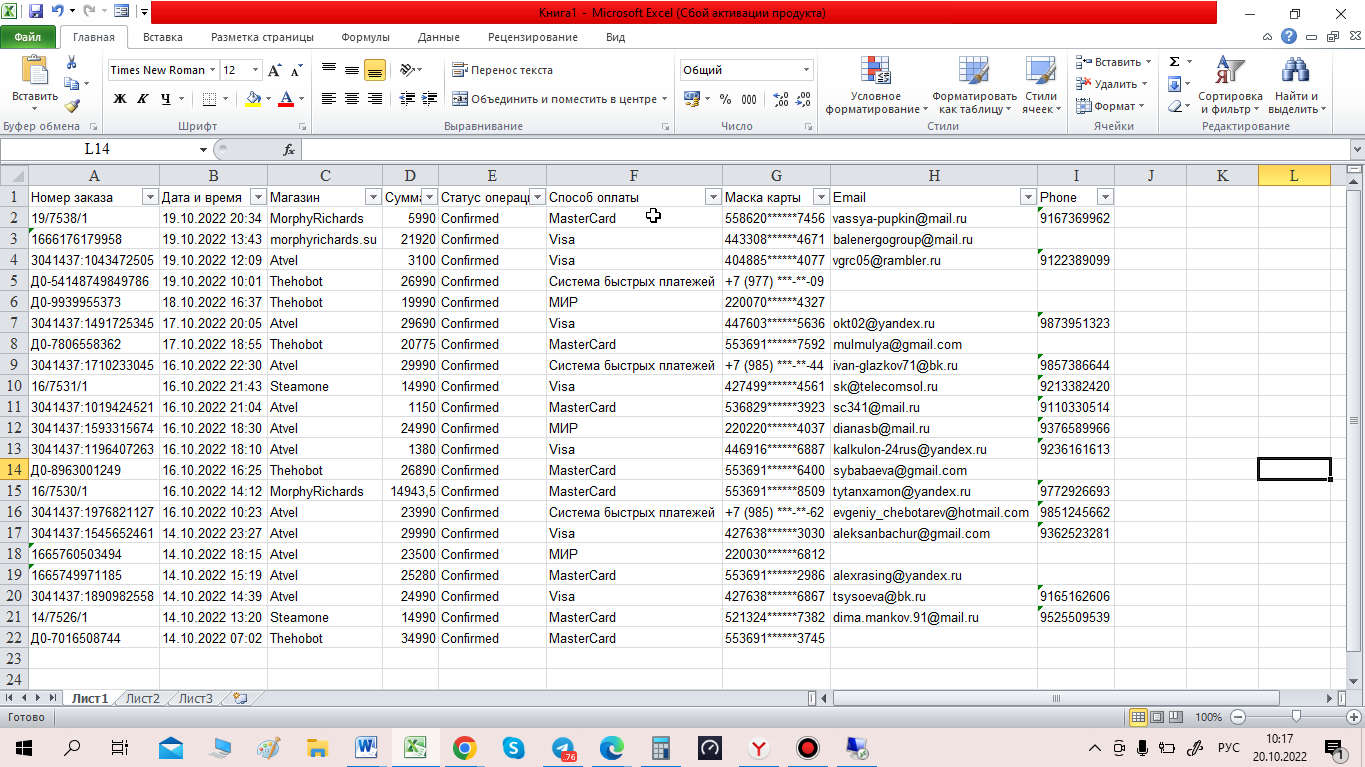 Книга1 - Microsoft Excel (Сбой активации продукта)
Файл Главная Вставка Разметка страницы Формулы Данные Рецензирование Вид
Times New Roman 12 Перенос текста Общий Вставить
Вставить Ж К Ч Объединить и поместить в центре % 000 Условное форматирование Форматировать как таблицу Стили ячеек Удалить Формат Сортировка и фильтр Найти и выделить
Буфер обмена Шрифт Выравнивание Число Стили Ячейки Редактирование
L14 fx
A B C D E F G H I J K L
1 Номер заказа Дата и время Магазин Сумма Статус операц Способ оплаты Маска карты Email Phone
2 19/7538/1 19.10.2022 20:34 MorphyRichards 5990 Confirmed MasterCard 558620******7456 vassya-pupkin@mail.ru 9167369962
3 1666176179958 19.10.2022 13:43 morphyrichards.su 21920 Confirmed Visa 443308******4671 balenergogroup@mail.ru
4 3041437:1043472505 19.10.2022 12:09 Atvel 3100 Confirmed Visa 404885******4077 vgrc05@rambler.ru 9122389099
5 Д0-54148749849786 19.10.2022 10:01 Thehobot 26990 Confirmed Система быстрых платежей +7 (977) ***-**-09
6 Д0-9939955373 18.10.2022 16:37 Thehobot 19990 Confirmed МИР 220070******4327
7 3041437:1491725345 17.10.2022 20:05 Atvel 29690 Confirmed Visa 447603******5636 okt02@yandex.ru 9873951323
8 Д0-7806558362 17.10.2022 18:55 Thehobot 20775 Confirmed MasterCard 553691******7592 mulmulya@gmail.com
9 3041437:1710233045 16.10.2022 22:30 Atvel 29990 Confirmed Система быстрых платежей +7 (985) ***-**-44 ivan-glazkov71@bk.ru 9857386644
10 16/7531/1 16.10.2022 21:43 Steamone 14990 Confirmed Visa 427499******4561 sk@telecomsol.ru 9213382420
11 3041437:1019424521 16.10.2022 21:04 Atvel 1150 Confirmed MasterCard 536829******3923 sc341@mail.ru 9110330514
12 3041437:1593315674 16.10.2022 18:30 Atvel 24990 Confirmed МИР 220220******4037 dianasb@mail.ru 9376589966
13 3041437:1196407263 16.10.2022 18:10 Atvel 1380 Confirmed Visa 446916******6887 kalkulon-24rus@yandex.ru 9236161613
14 Д0-8963001249 16.10.2022 16:25 Thehobot 26890 Confirmed MasterCard 553691******6400 sybabaeva@gmail.com
15 16/7530/1 16.10.2022 14:12 MorphyRichards 14943,5 Confirmed MasterCard 553691******8509 tytanxamon@yandex.ru 9772926693
16 3041437:1976821127 16.10.2022 10:23 Atvel 23990 Confirmed Система быстрых платежей +7 (985) ***-**-62 evgeniy_chebotarev@hotmail.com 9851245662
17 3041437:1545652461 14.10.2022 23:27 Atvel 29990 Confirmed Visa 427638******3030 aleksanbachur@gmail.com 9362523281
18 1665760503494 14.10.2022 18:15 Atvel 23500 Confirmed МИР 220030******6812
19 1665749971185 14.10.2022 15:19 Atvel 25280 Confirmed MasterCard 553691******2986 alexrasing@yandex.ru
20 3041437:1890982558 14.10.2022 14:39 Atvel 24990 Confirmed Visa 427638******6867 tsysoeva@bk.ru 9165162606
21 14/7526/1 14.10.2022 13:20 Steamone 14990 Confirmed MasterCard 521324******7382 dima.mankov.91@mail.ru 9525509539
22 Д0-7016508744 14.10.2022 07:02 Thehobot 34990 Confirmed MasterCard 553691******3745
23
24
Лист1 Лист2 Лист3
Готово 100%
76 РУС 10:17
20.10.2022 1